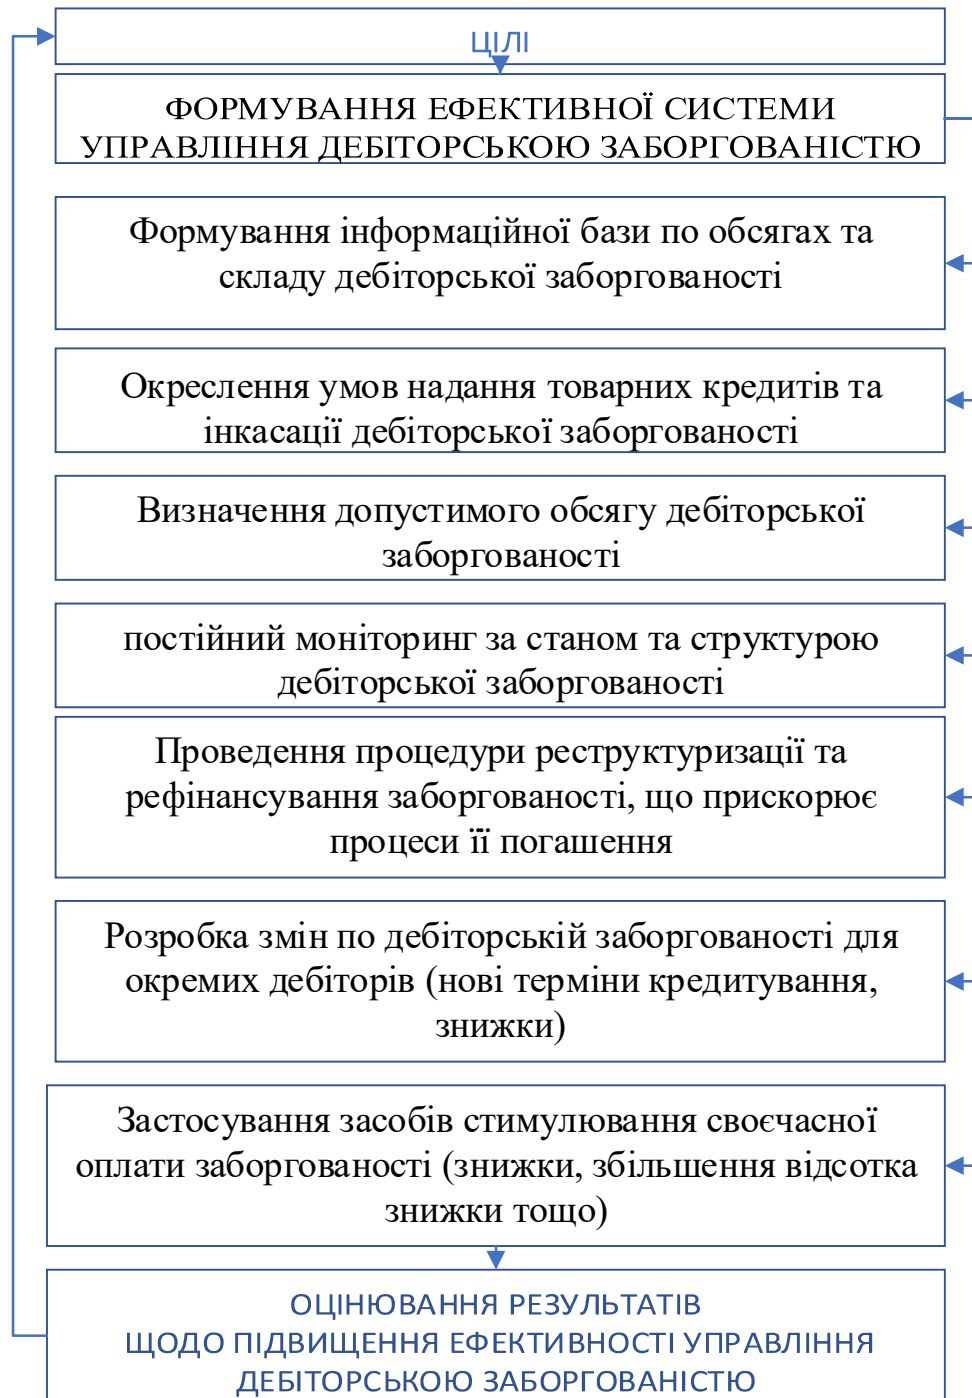 ЦІЛІ
ФОРМУВАННЯ ЕФЕКТИВНОЇ СИСТЕМИ
УПРАВЛІННЯ ДЕБІТОРСЬКОЮ ЗАБОРГОВАНІСТЮ
Формування інформаційної бази по обсягах та
складу дебіторської заборгованості
Окреслення умов надання товарних кредитів та
інкасації дебіторської заборгованості
Визначення допустимого обсягу дебіторської
заборгованості
постійний моніторинг за станом та структурою
дебіторської заборгованості
Проведення процедури реструктуризації та
рефінансування заборгованості, що прискорює
процеси її погашення
Розробка змін по дебіторській заборгованості для
окремих дебіторів (нові терміни кредитування,
знижки)
Застосування засобів стимулювання своєчасної
оплати заборгованості (знижки, збільшення відсотка
знижки тощо)
ОЦІНЮВАННЯ РЕЗУЛЬТАТІВ
ЩОДО ПІДВИЩЕННЯ ЕФЕКТИВНОСТІ УПРАВЛІННЯ
ДЕБІТОРСЬКОЮ ЗАБОРГОВАНІСТЮ